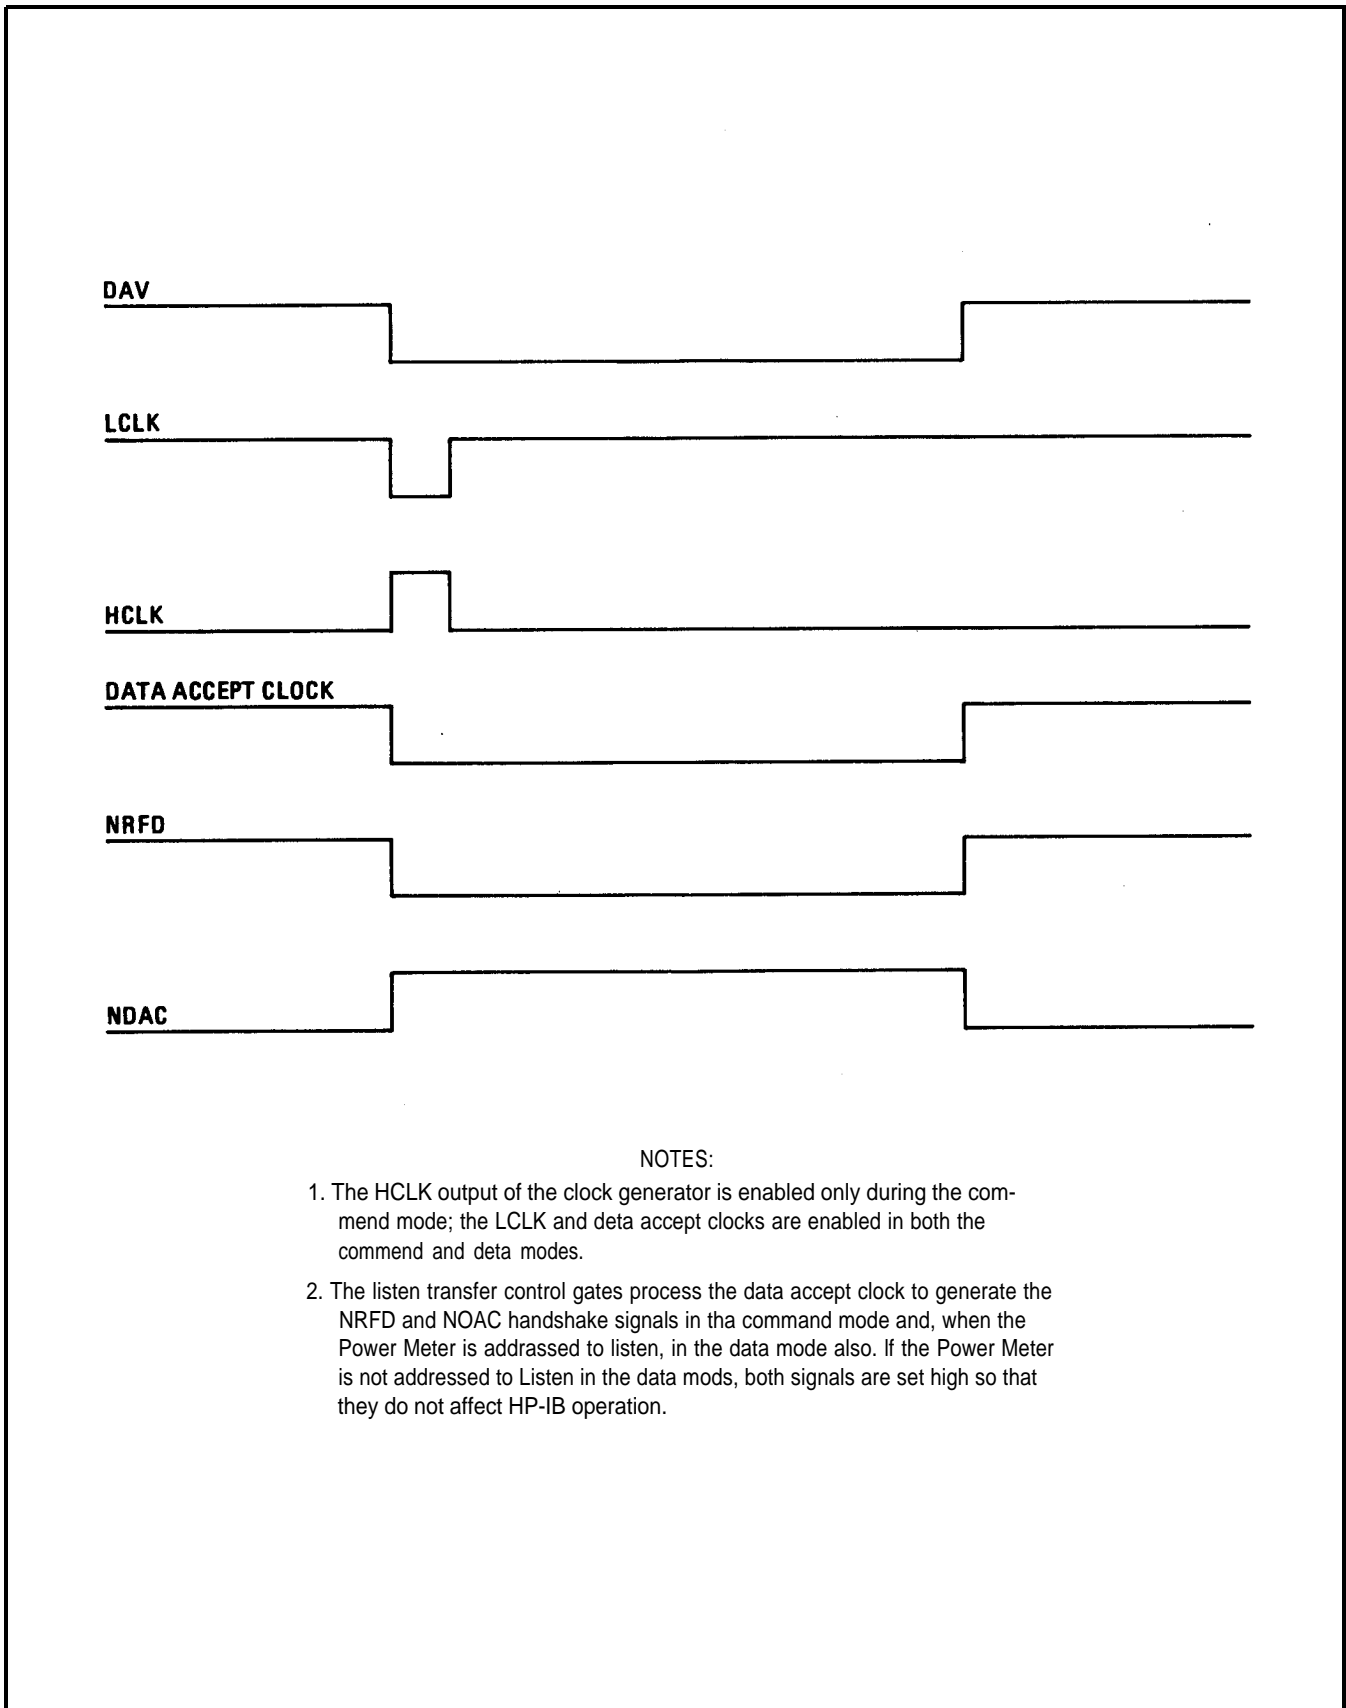 DAV
LCLK
HCLK
DATA ACCEPT CLOCK
NRFD
NDAC
NOTES:
1. The HCLK output of the clock generator is enabled only during the com-
mend mode; the LCLK and deta accept clocks are enabled in both the
commend and deta modes.
2. The listen transfer control gates process the data accept clock to generate the
NRFD and NOAC handshake signals in tha command mode and, when the
Power Meter is addrassed to listen, in the data mode also. If the Power Meter
is not addressed to Listen in the data mods, both signals are set high so that
they do not affect HP-IB operation.